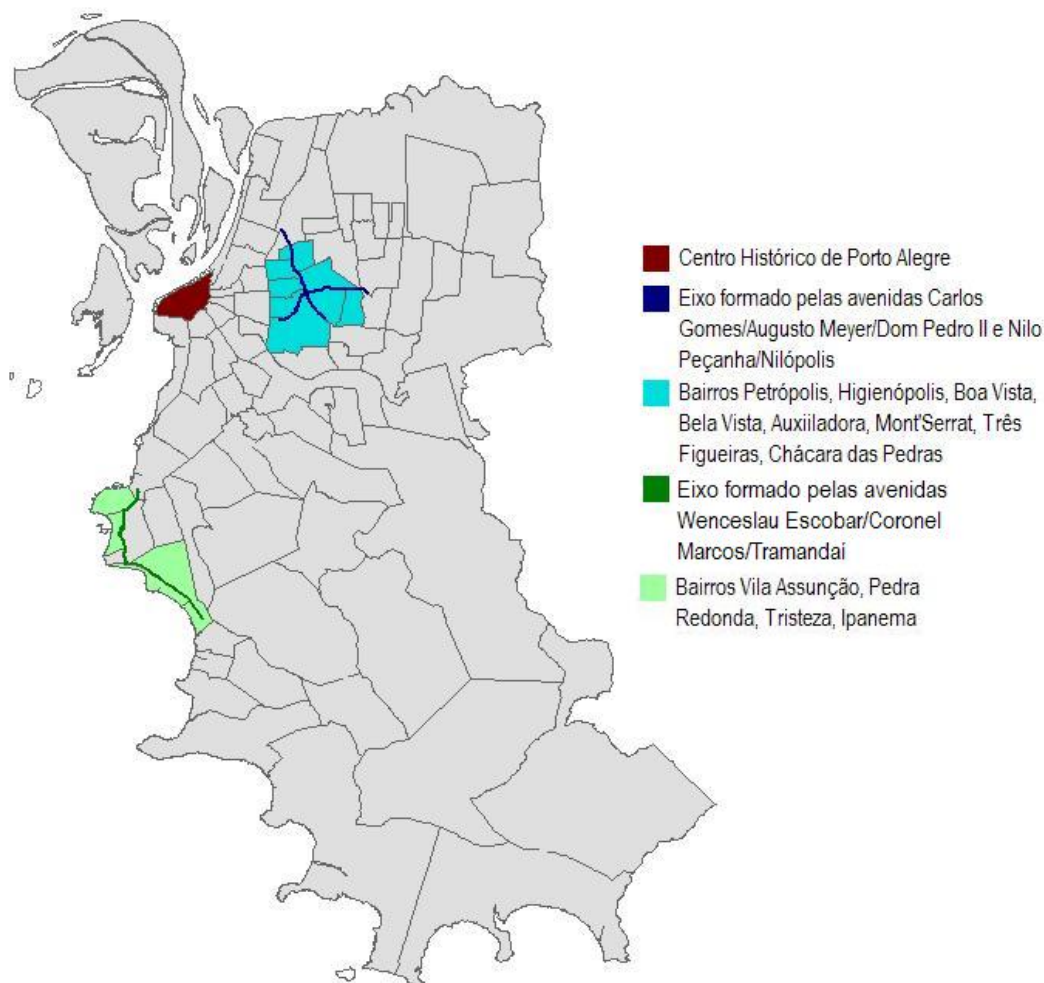 Centro Histórico de Porto Alegre
Eixo formado pelas avenidas Carlos
Gomes/Augusto Meyer/Dom Pedro II e Nilo
Peçanha/Nilópolis
Bairros Petrópolis, Higienópolis, Boa Vista,
Bela Vista, Auxiiladora, Mont'Serrat, Três
Figueiras, Chácara das Pedras
Eixo formado pelas avenidas
Wenceslau Escobar/Coronel
Marcos/Tramandaí
Bairros Vila Assunção, Pedra
Redonda, Tristeza, Ipanema